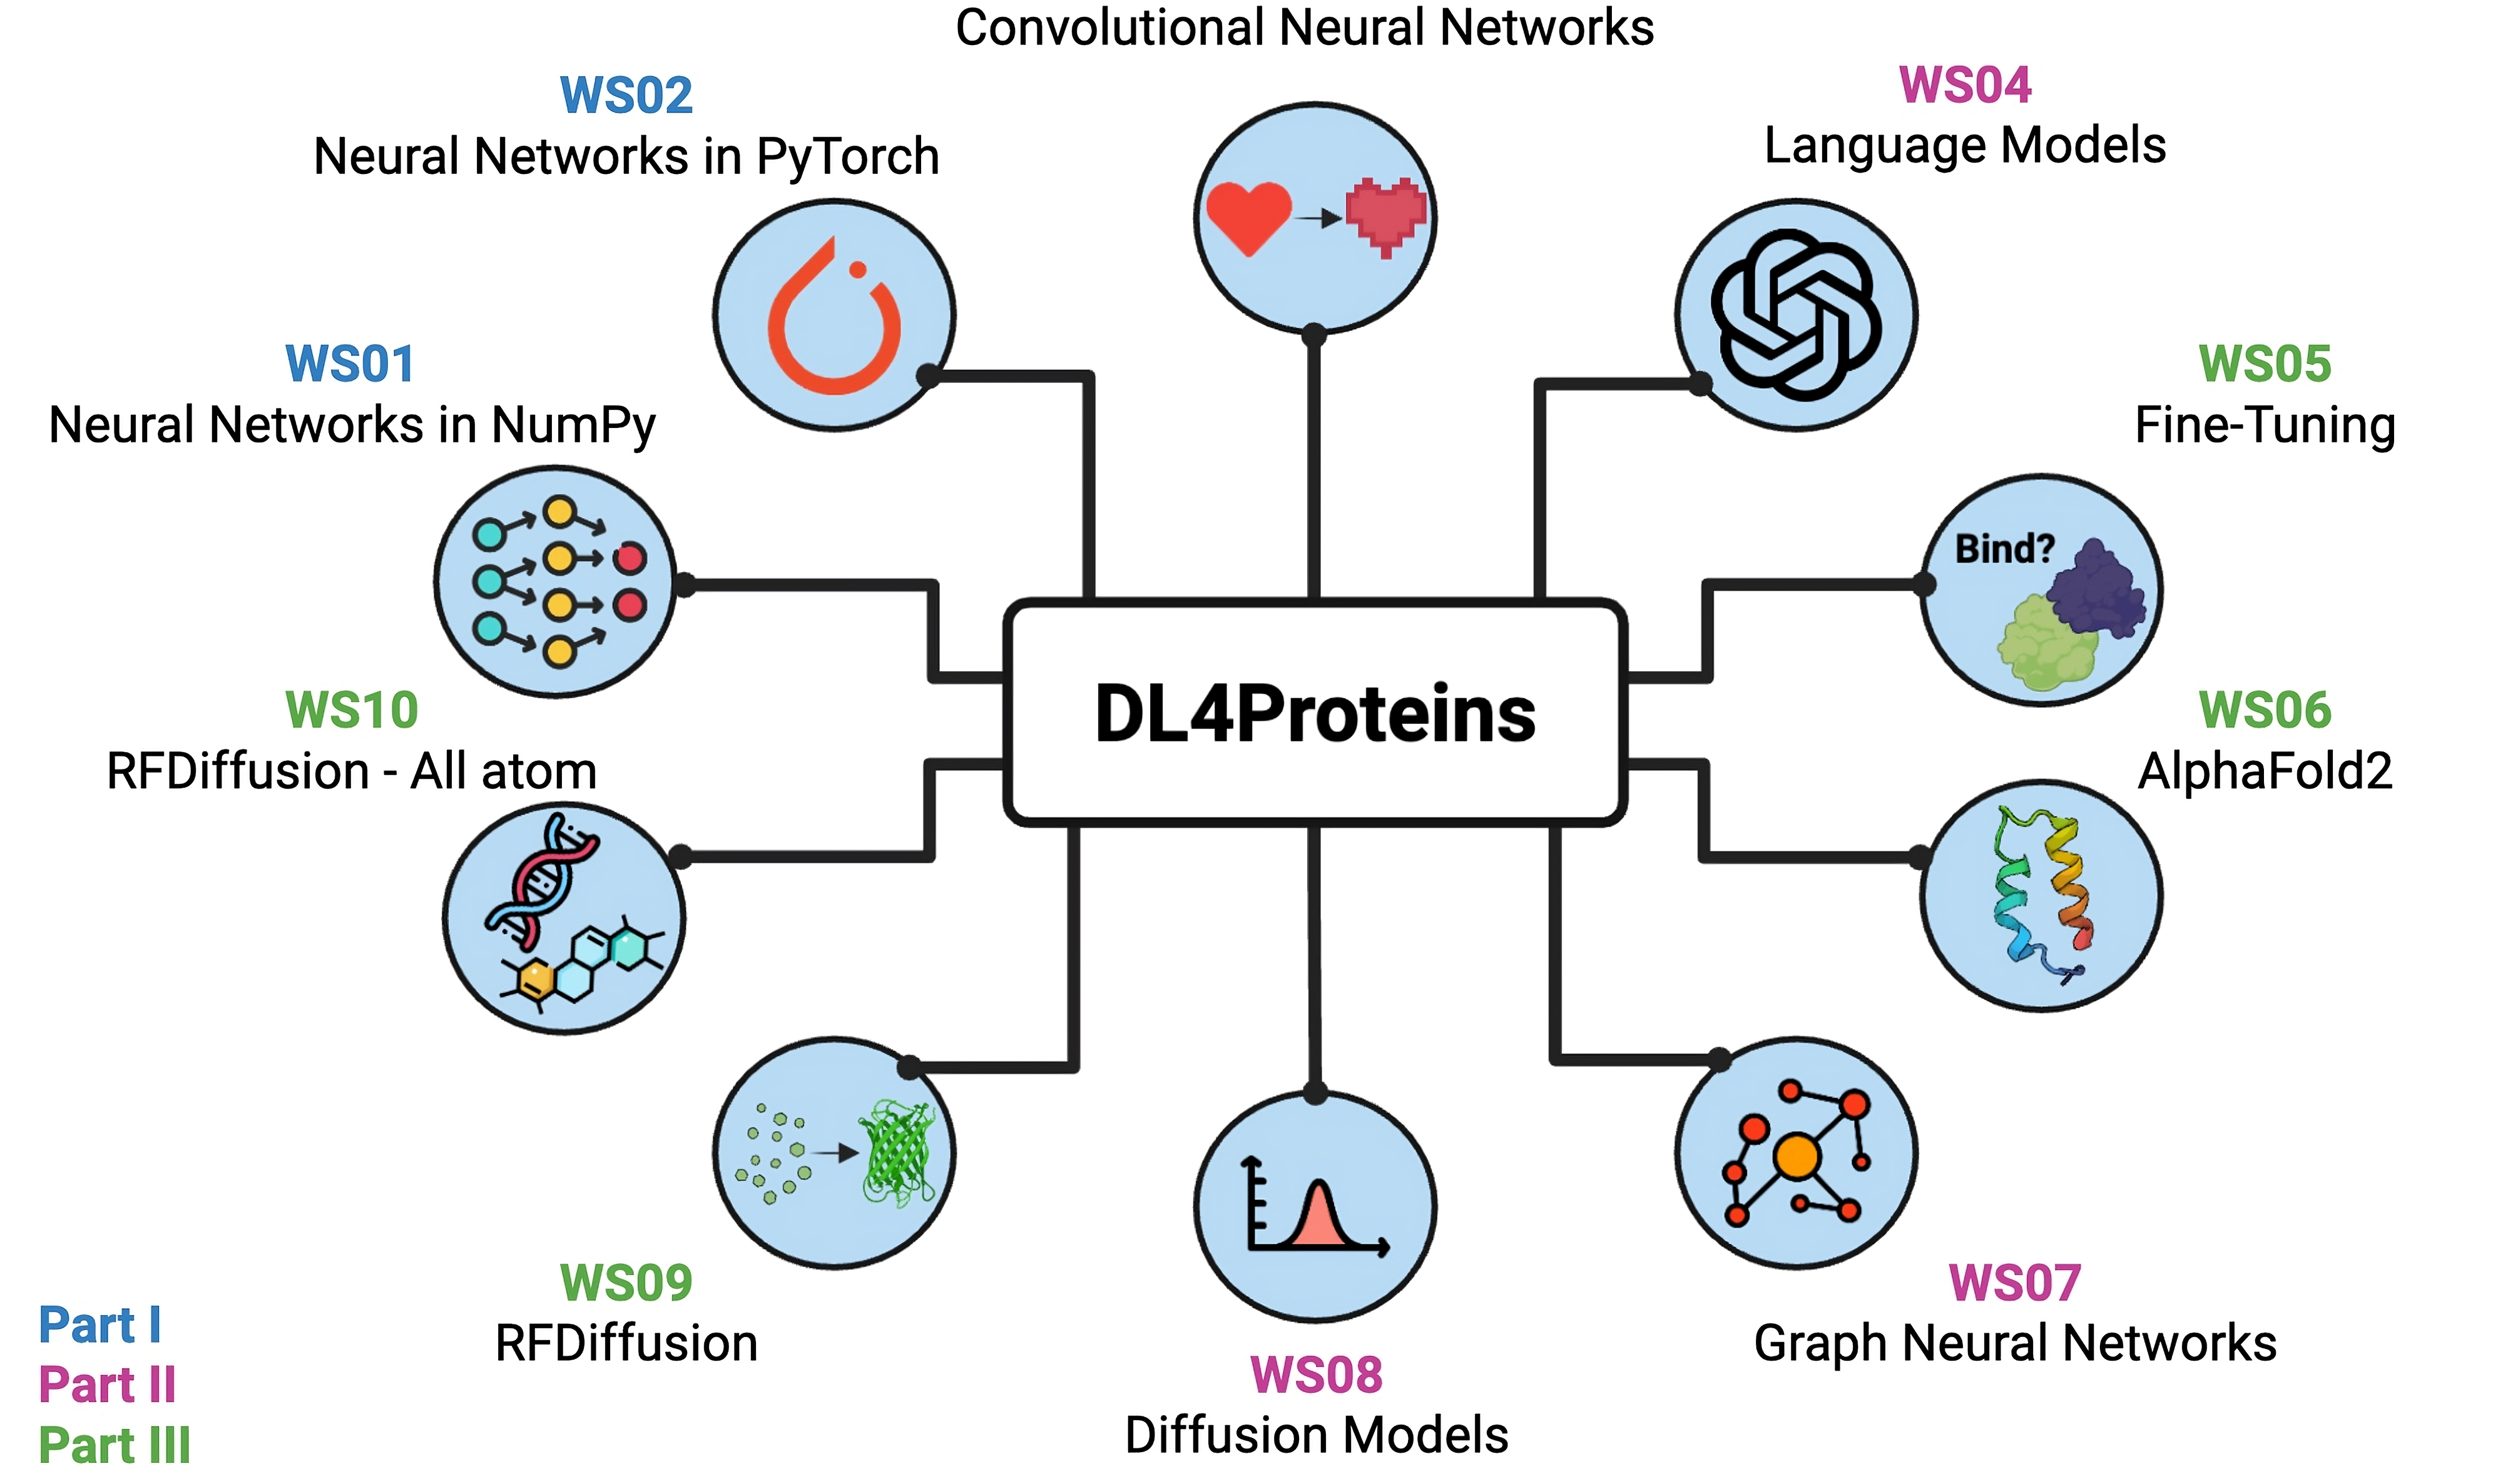 Convolutional Neural Networks
WS02
Neural Networks in PyTorch
WS04
Language Models
WS01
Neural Networks in NumPy
WS05
Fine-Tuning
Bind?
DL4Proteins
WS10
RFDiffusion - All atom
WS06
AlphaFold2
WS09
RFDiffusion
WS08
Diffusion Models
WS07
Graph Neural Networks
Part I
Part II
Part III